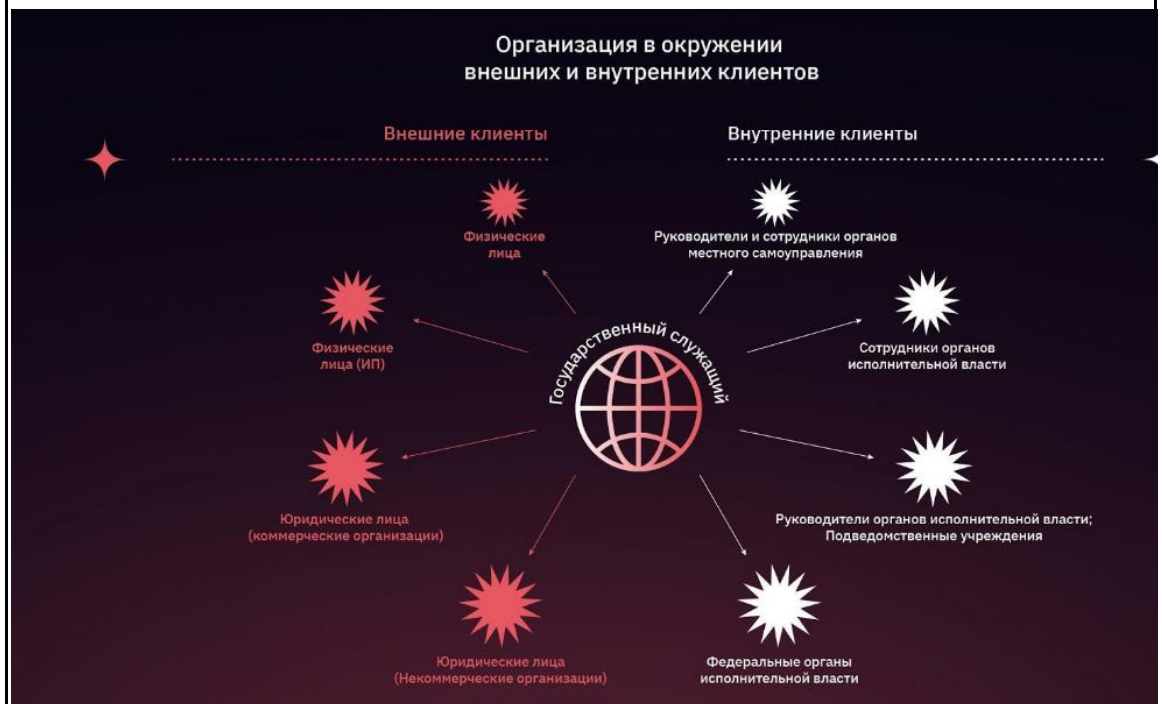 Организация в окружении
внешних и внутренних клиентов
Внешние клиенты
Внутренние клиенты
Физические
лица
Руководители и сотрудники органов
местного самоуправления
Физические
лица (ИП)
Государственный служащий
Сотрудники органов
исполнительной власти
Юридические лица
(коммерческие организации)
Руководители органов исполнительной власти;
Подведомственные учреждения
Юридические лица
(Некоммерческие организации)
Федеральные органы
исполнительной власти